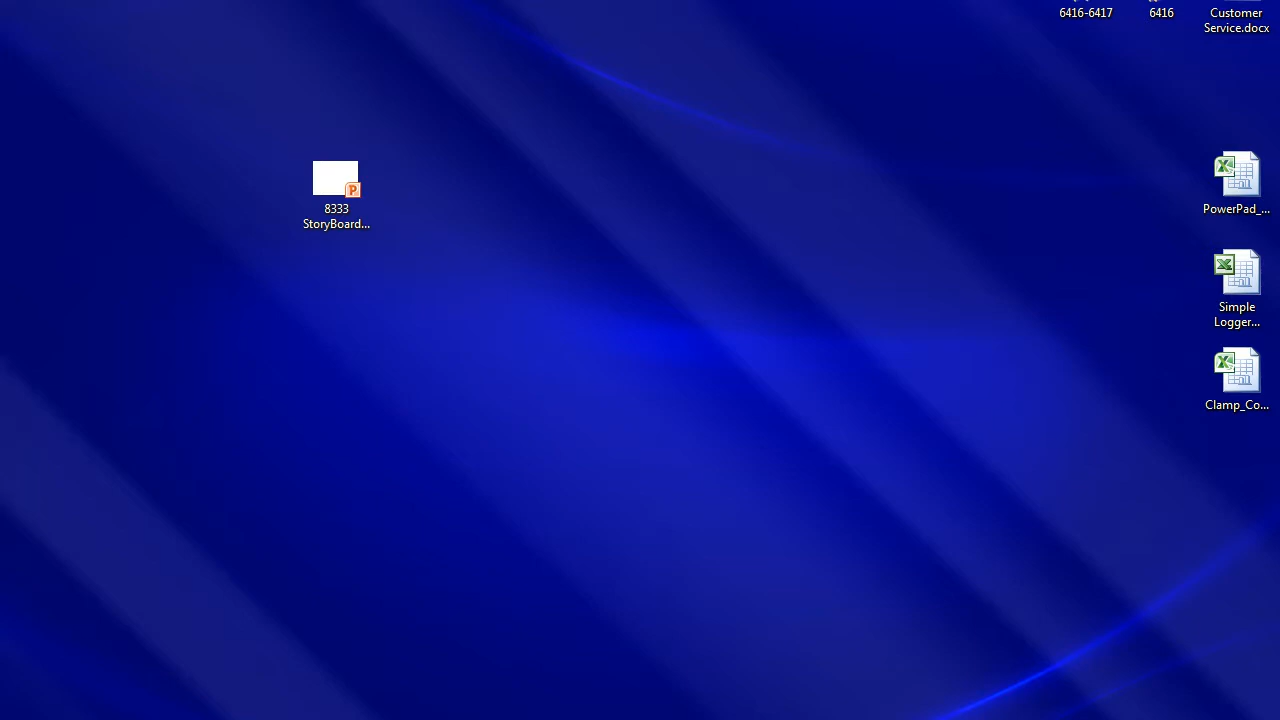 6416-6417
6416
Customer
Service.docx
8333
StoryBoard...
PowerPad_...
Simple
Logger...
Clamp_Co...